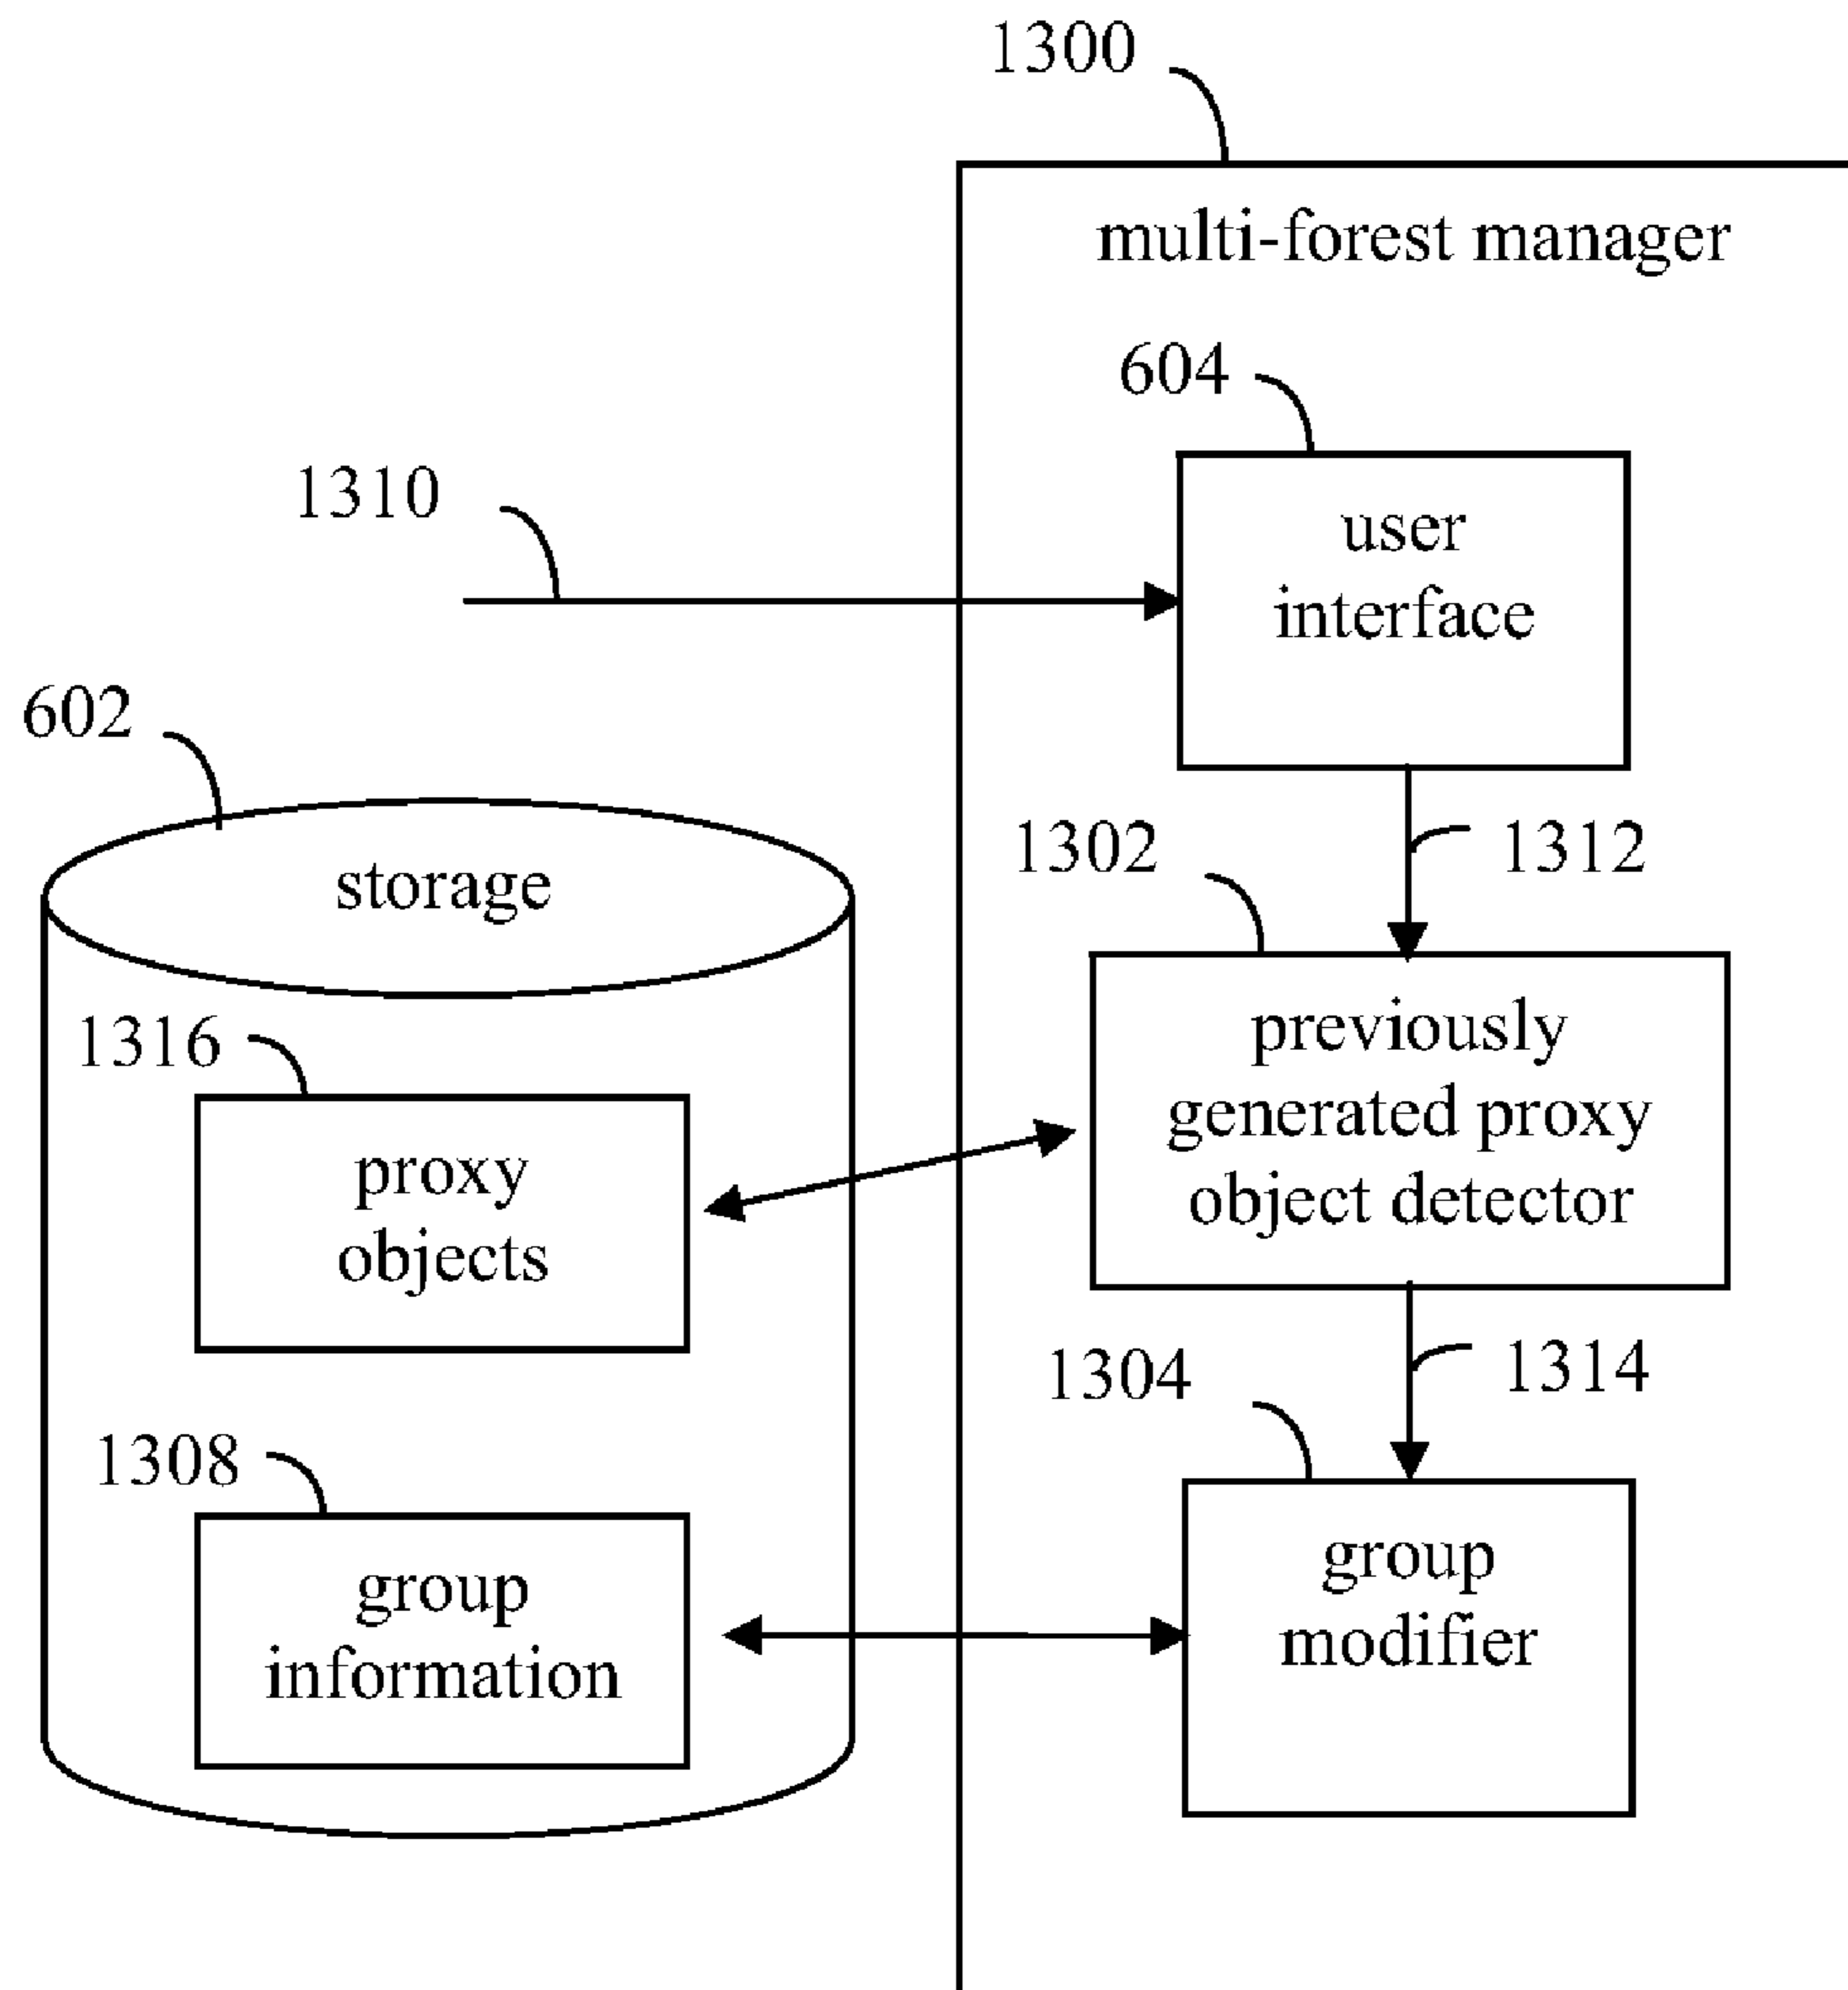 1300
multi-forest manager
604
user
interface
1310
602
storage
1302
1312
previously
generated proxy
object detector
1316
proxy
objects
1304
1314
1308
group
information
group
modifier